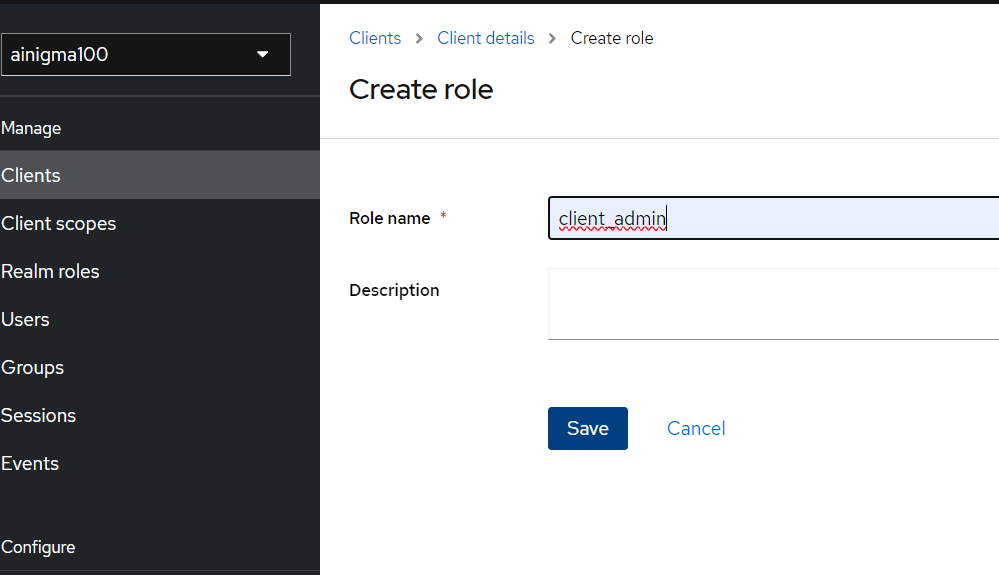 ainigma100
Manage
Clients
Client scopes
Realm roles
Users
Groups
Sessions
Events
Configure
Clients > Client details > Create role
Create role
Role name *
client_admin
Description
Save Cancel